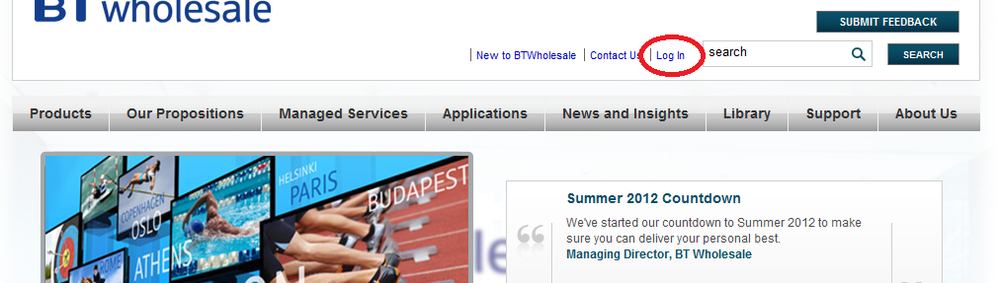 BT wholesale
SUBMIT FEEDBACK
New to BTWholesale
Contact Us
Log In
search
SEARCH
Products
Our Propositions
Managed Services
Applications
News and Insights
Library
Support
About Us
HELSINKI
PARIS
BUDAPEST
COPENHAGEN
OSLO
ATHENS
ROME
Summer 2012 Countdown
We've started our countdown to Summer 2012 to make
sure you can deliver your personal best.
Managing Director, BT Wholesale